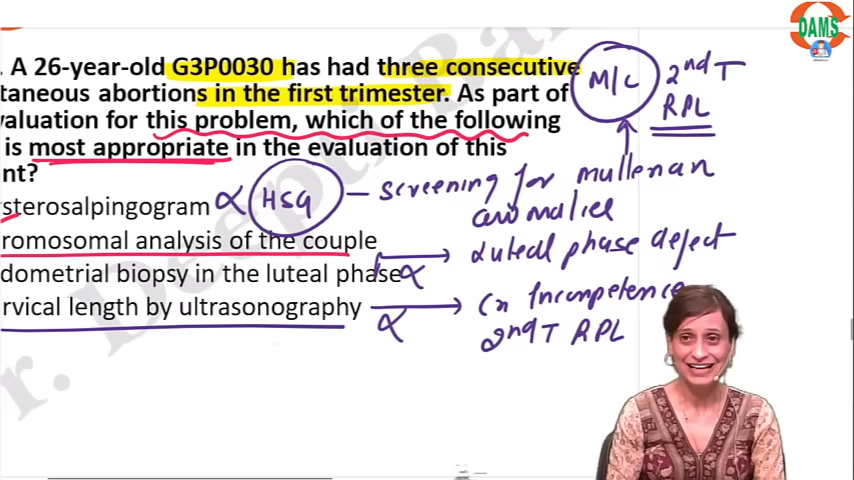 . A 26-year-old G3P0030 has had three consecutive
taneous abortions in the first trimester. As part of
valuation for this problem, which of the following
is most appropriate in the evaluation of this
nt?
sterosalpingogram
romosomal analysis of the couple
dometrial biopsy in the luteal phase
rvical length by ultrasonography
M/C
2nd T
RPL
HSG – screening for mullerian
anomalies
Luteal phase defect
Cx Incompetence
2nd T RPL
DAMS
r. Deepti